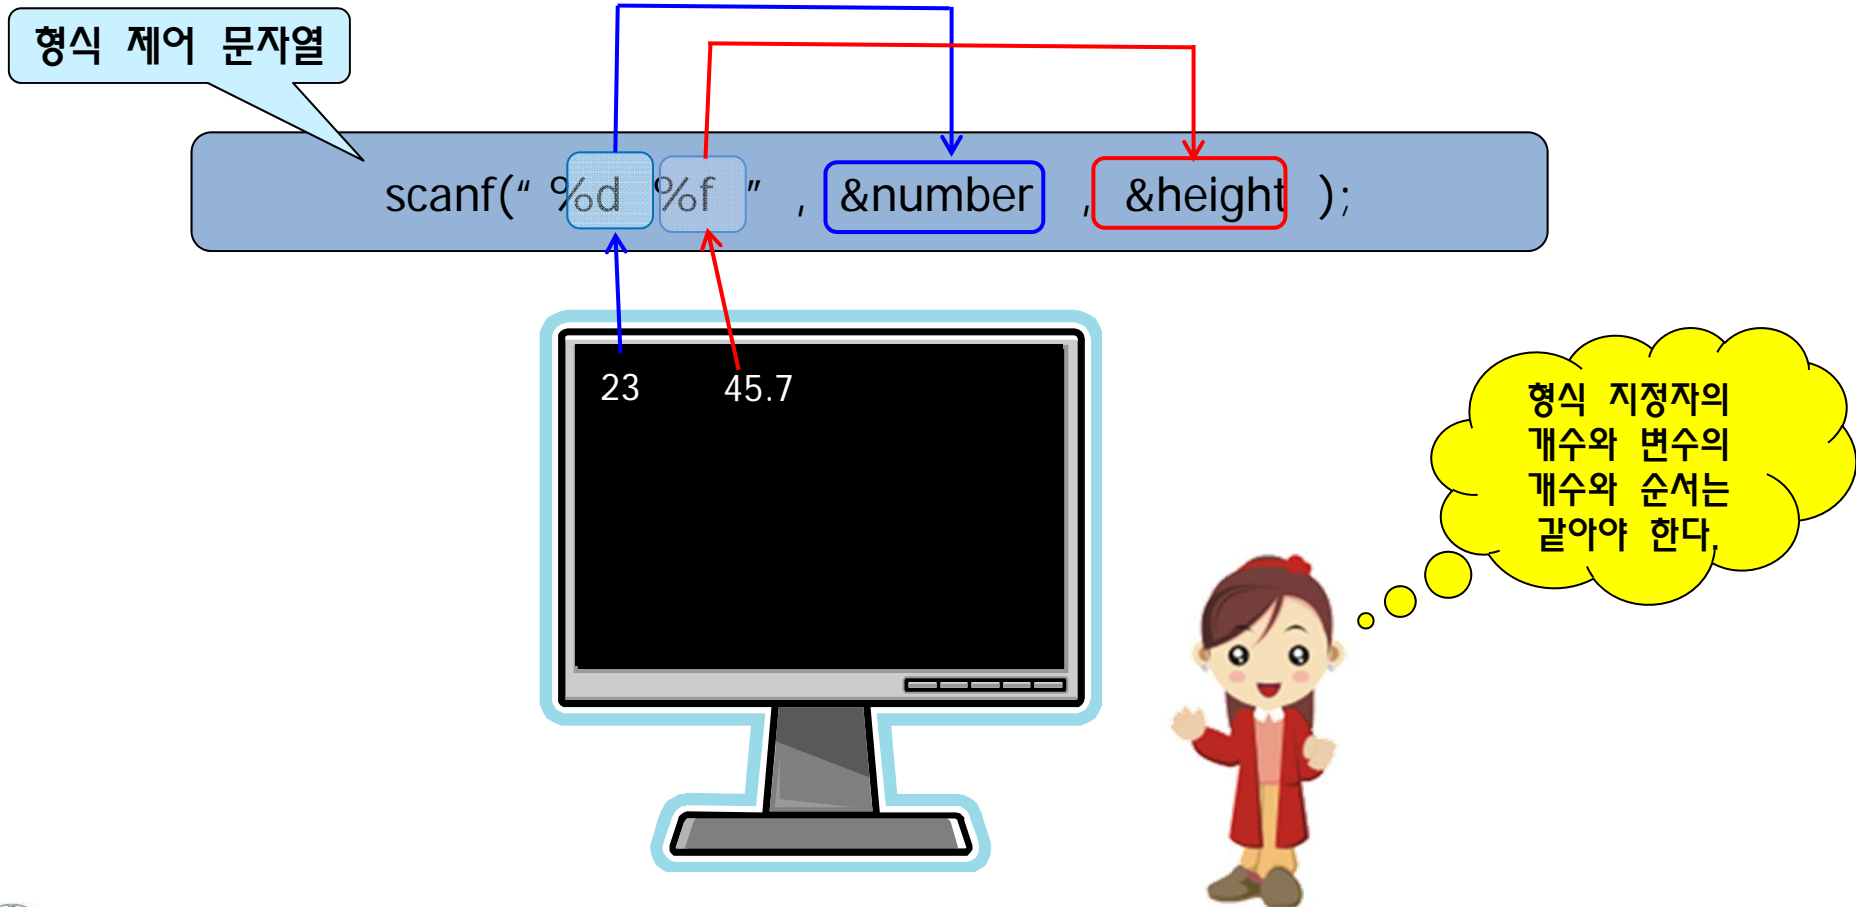 형식 제어 문자열
scanf(“ %d %f ” , &number , &height );
23 45.7
형식 지정자의
개수와 변수의
개수와 순서는
같아야 한다.